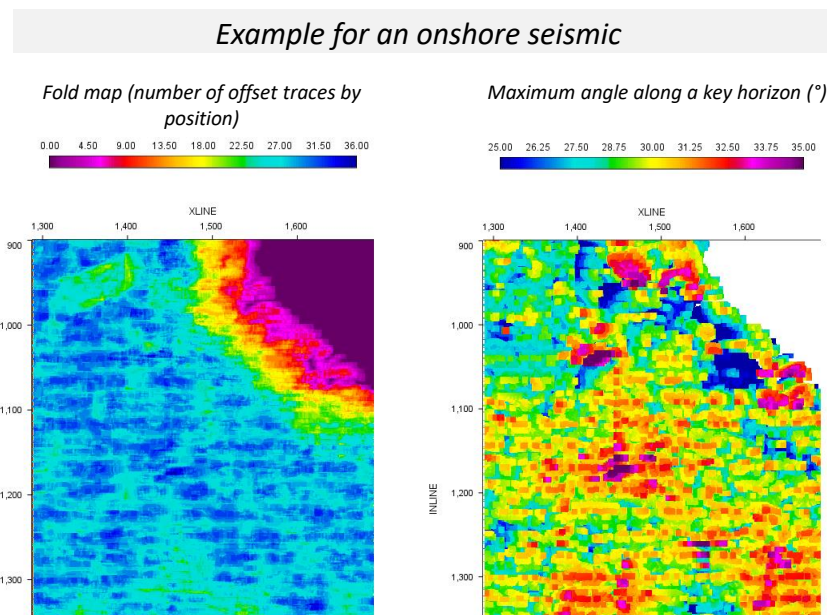 Example for an onshore seismic
Fold map (number of offset traces by
position)
0.00 4.50 9.00 13.50 18.00 22.50 27.00 31.50 36.00
XLINE
1,300 1,400 1,500 1,600
900
1,000
1,100
1,200
1,300
Maximum angle along a key horizon (°)
25.00 26.25 27.50 28.75 30.00 31.25 32.50 33.75 35.00
XLINE
1,300 1,400 1,500 1,600
900
1,000
1,100
1,200
1,300
INLINE